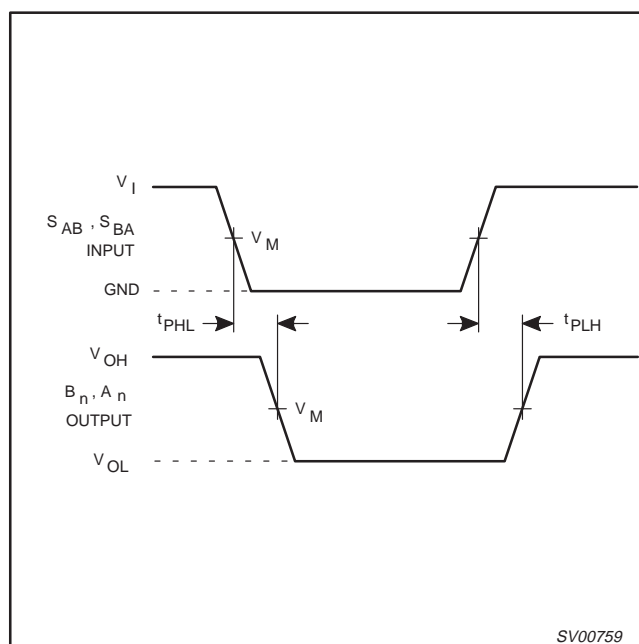 V I
S AB , S BA
INPUT
V M
GND
t PHL
t PLH
V OH
B n , A n
OUTPUT
V M
V OL
SV00759